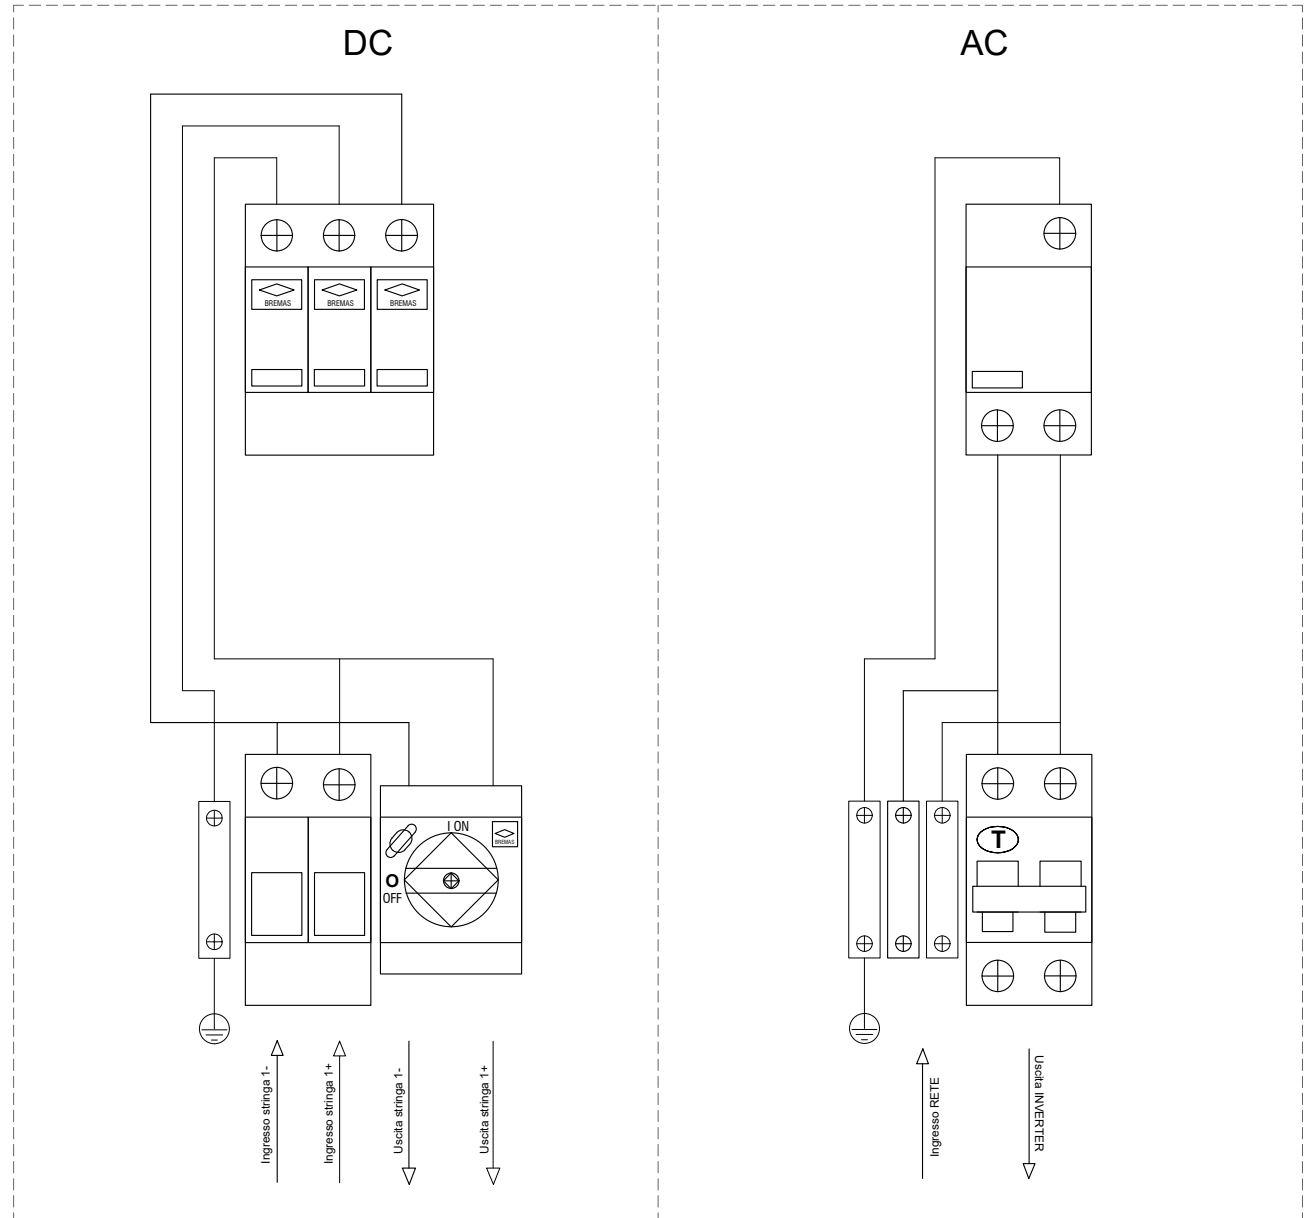 DC
AC
BREMAS
BREMAS
BREMAS
I ON
BREMAS
O
OFF
T
Ingresso stringa 1-
Ingresso stringa 1+
Uscita stringa 1-
Uscita stringa 1+
Ingresso RETE
Uscita INVERTER